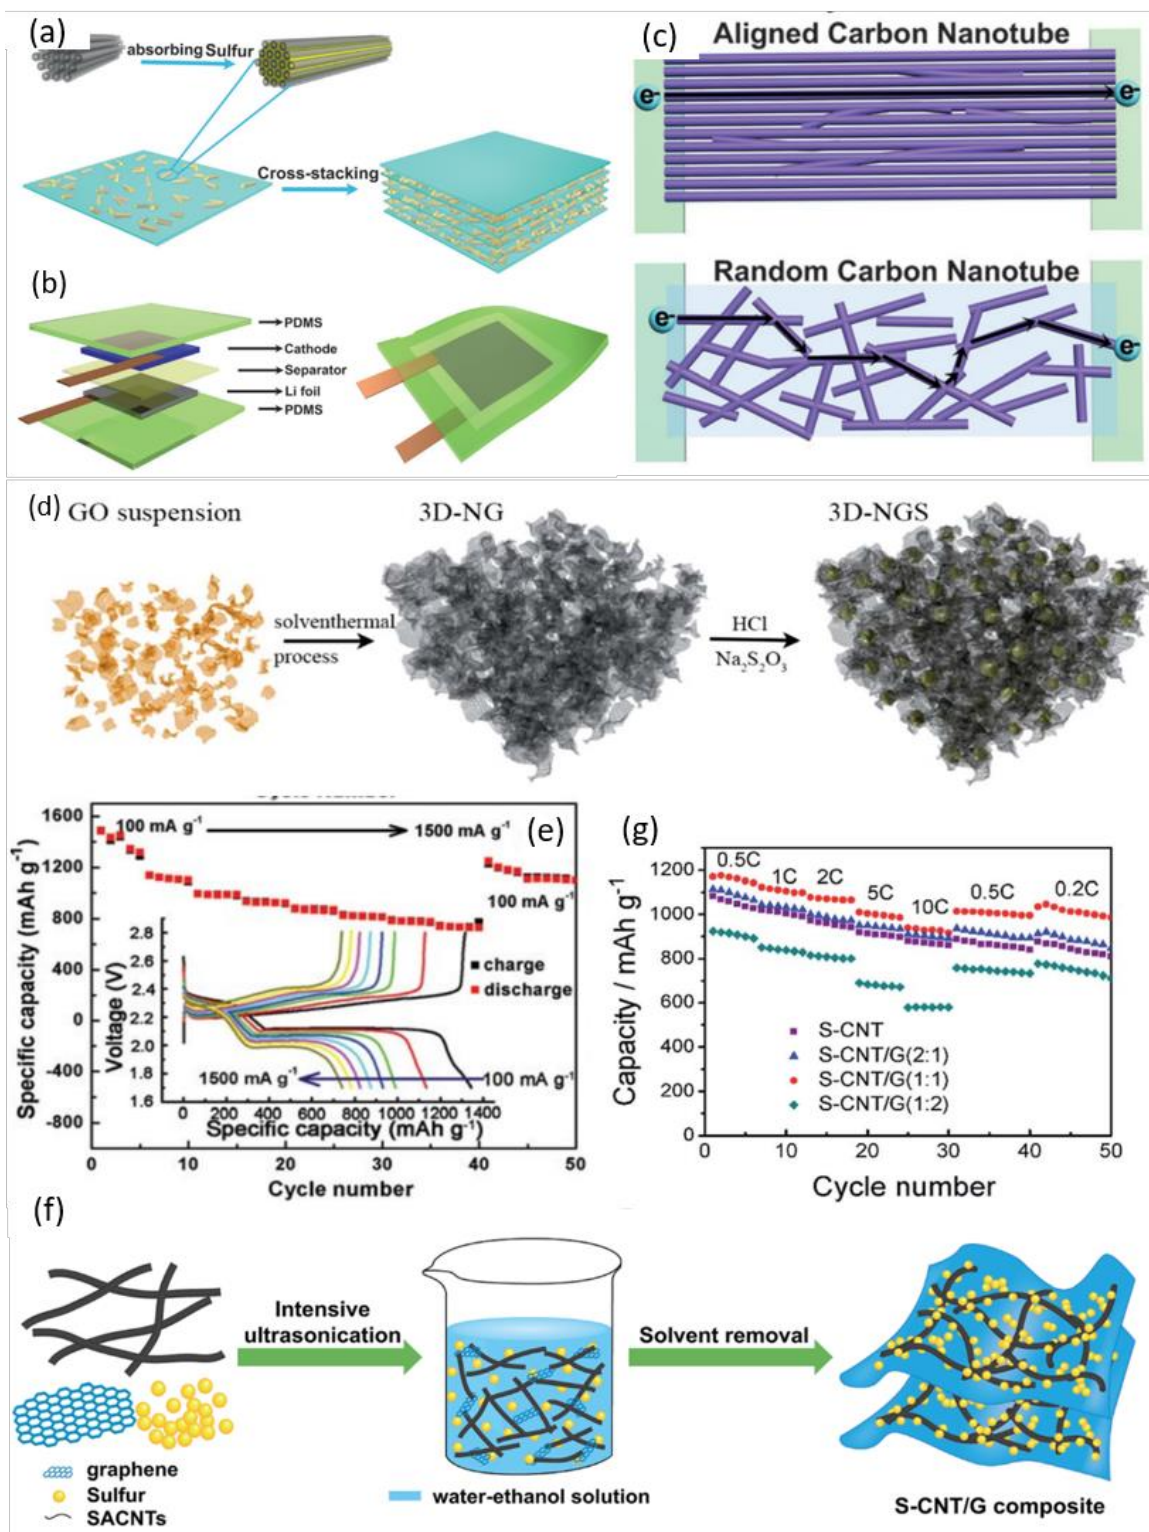 (a)
absorbing Sulfur
Cross-stacking
(b)
PDMS
Cathode
Separator
Li foil
PDMS
(c)
Aligned Carbon Nanotube
e-
e-
Random Carbon Nanotube
e-
e-
(d)
GO suspension
3D-NG
3D-NGS
solventhermal
process
HCl
Na2S2O3
(e)
1600
1200
800
400
0
-400
-800
Specific capacity (mAh g-1)
100 mA g-1
1500 mA g-1
100 mA g-1
charge
discharge
2.8
2.6
2.4
2.2
2.0
1.8
1.6
Voltage (V)
1500 mA g-1
100 mA g-1
0 200 400 600 800 1000 1200 1400
Specific capacity (mAh g-1)
0 10 20 30 40 50
Cycle number
(g)
1200
1000
800
600
400
200
0
Capacity / mAh g-1
0.5C
1C
2C
5C
10C
0.5C
0.2C
S-CNT
S-CNT/G(2:1)
S-CNT/G(1:1)
S-CNT/G(1:2)
0 10 20 30 40 50
Cycle number
(f)
Intensive
ultrasonication
Solvent removal
graphene
Sulfur
SACNTs
water-ethanol solution
S-CNT/G composite